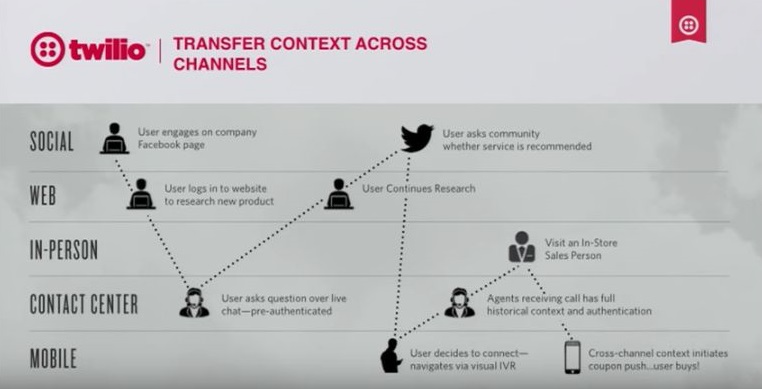 twilio
TRANSFER CONTEXT ACROSS
CHANNELS
SOCIAL
User engages on company
Facebook page
User asks community
whether service is recommended
WEB
User logs in to website
to research new product
User Continues Research
IN-PERSON
Visit an In-Store
Sales Person
CONTACT CENTER
User asks question over live
chat—pre-authenticated
Agents receiving call has full
historical context and authentication
MOBILE
User decides to connect—
navigates via visual IVR
Cross-channel context initiates
coupon push...user buys!